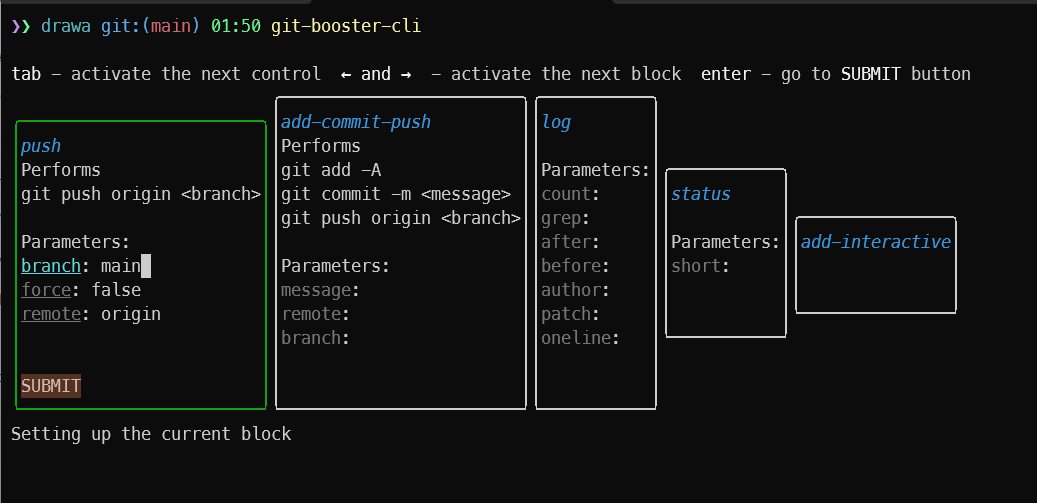 ❯❯ drawa git:(main) 01:50 git-booster-cli
tab - activate the next control ← and → - activate the next block enter - go to SUBMIT button
push
Performs
git push origin <branch>
Parameters:
branch: main
force: false
remote: origin
SUBMIT
add-commit-push
Performs
git add -A
git commit -m <message>
git push origin <branch>
Parameters:
message:
remote:
branch:
log
Parameters:
count:
grep:
after:
before:
author:
patch:
oneline:
status
Parameters:
short:
add-interactive
Setting up the current block